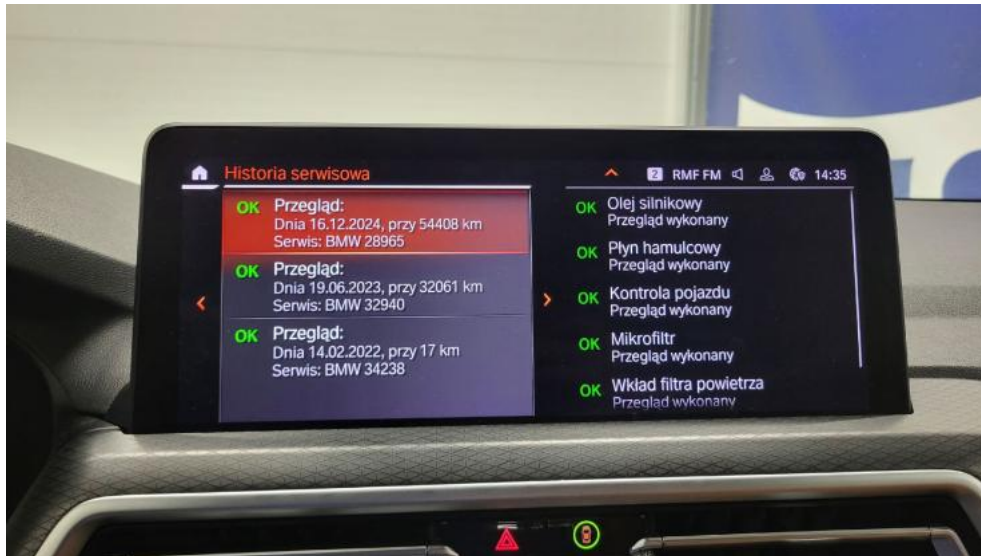 Historia serwisowa
2 RMF FM 14:35
OK Przegląd:
Dnia 16.12.2024, przy 54408 km
Serwis: BMW 28965
OK Przegląd:
Dnia 19.06.2023, przy 32061 km
Serwis: BMW 32940
OK Przegląd:
Dnia 14.02.2022, przy 17 km
Serwis: BMW 34238
OK Olej silnikowy
Przegląd wykonany
OK Płyn hamulcowy
Przegląd wykonany
OK Kontrola pojazdu
Przegląd wykonany
OK Mikrofiltr
Przegląd wykonany
OK Wkład filtra powietrza
Przegląd wykonany